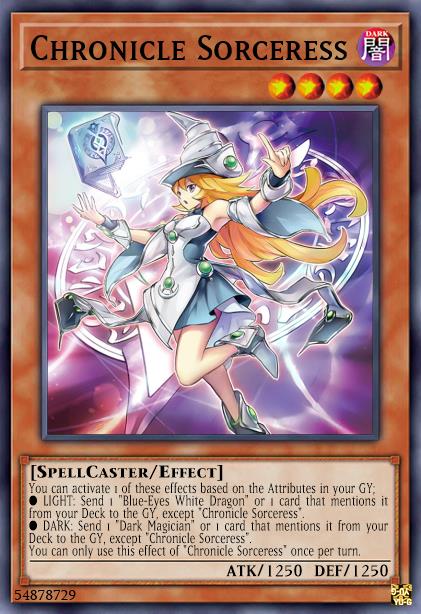 CHRONICLE SORCERESS
DARK
闇
[SPELLCASTER/EFFECT]
You can activate 1 of these effects based on the Attributes in your GY;
● LIGHT: Send 1 "Blue-Eyes White Dragon" or 1 card that mentions it
from your Deck to the GY, except "Chronicle Sorceress".
● DARK: Send 1 "Dark Magician" or 1 card that mentions it from your
Deck to the GY, except "Chronicle Sorceress".
You can only use this effect of "Chronicle Sorceress" once per turn.
ATK/1250 DEF/1250
54878729